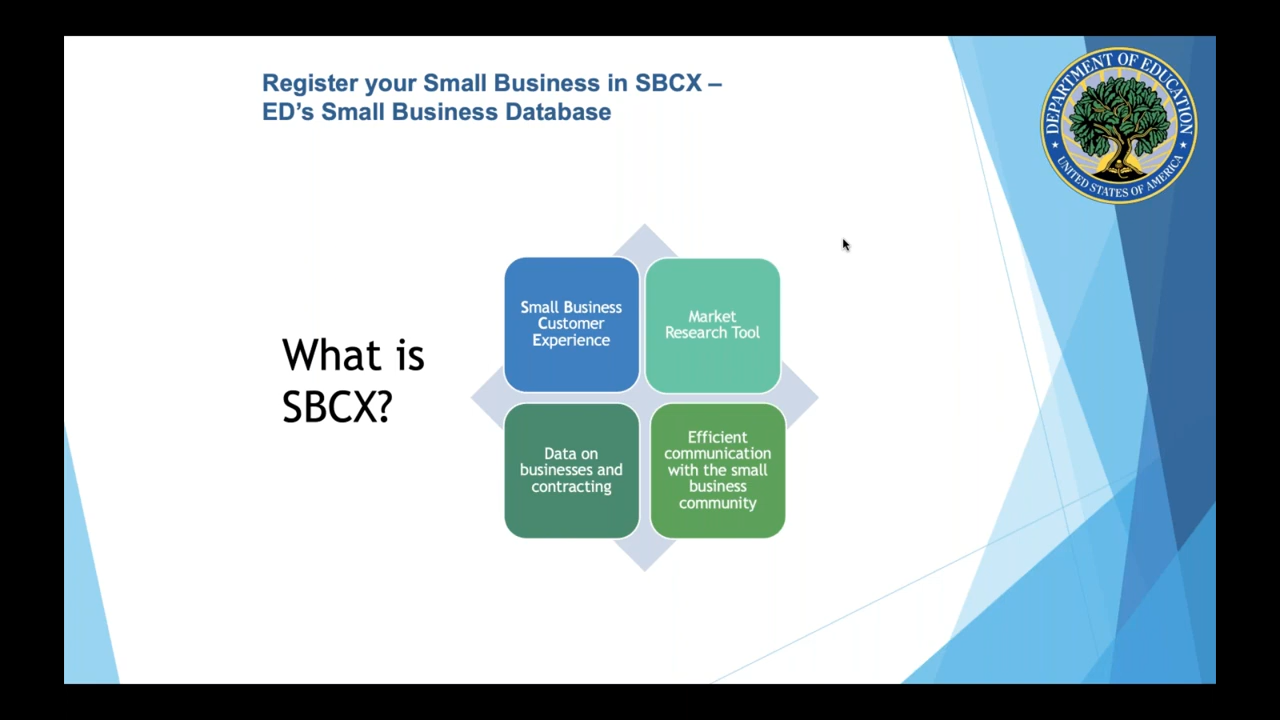 Register your Small Business in SBCX –
ED's Small Business Database
DEPARTMENT OF EDUCATION
UNITED STATES OF AMERICA
What is
SBCX?
Small Business
Customer
Experience
Market
Research Tool
Data on
businesses and
contracting
Efficient
communication
with the small
business
community